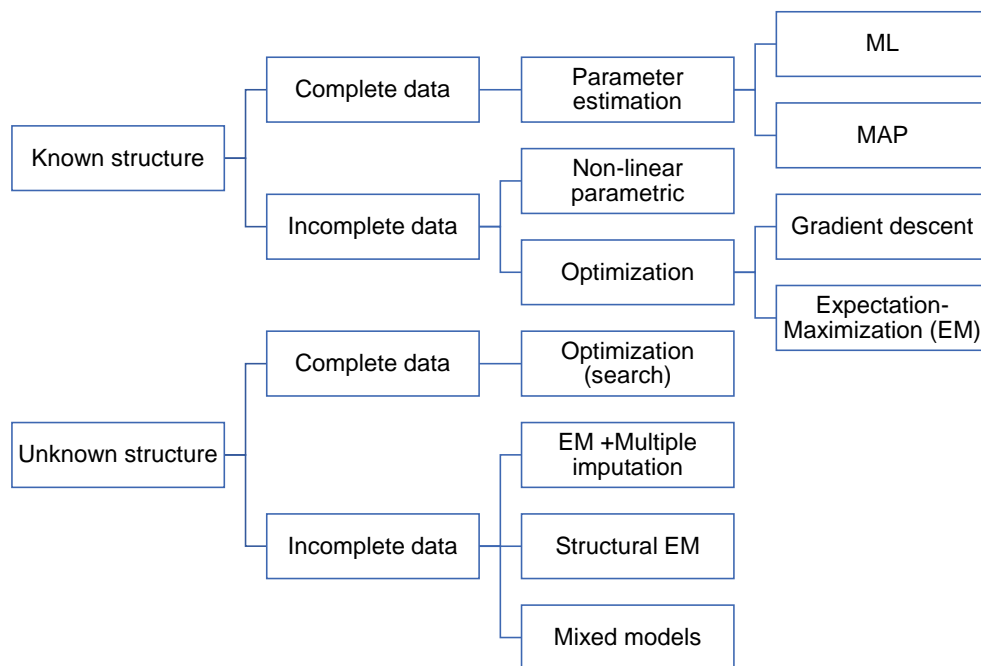 ML
Complete data
Parameter
estimation
MAP
Known structure
Non-linear
parametric
Incomplete data
Gradient descent
Optimization
Expectation-
Maximization (EM)
Complete data
Optimization
(search)
Unknown structure
EM +Multiple
imputation
Incomplete data
Structural EM
Mixed models